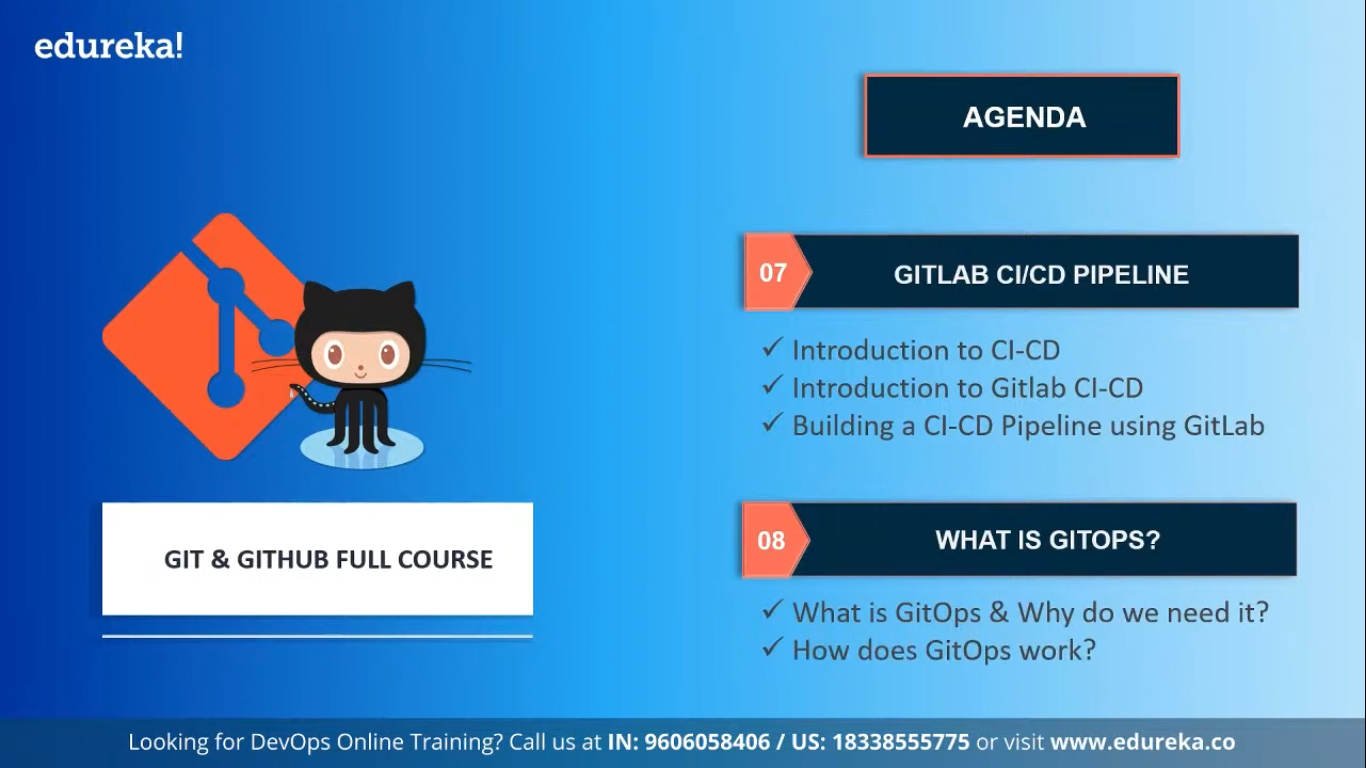 edureka!
AGENDA
07
GITLAB CI/CD PIPELINE
✓ Introduction to CI-CD
✓ Introduction to Gitlab CI-CD
✓ Building a CI-CD Pipeline using GitLab
GIT & GITHUB FULL COURSE
08
WHAT IS GITOPS?
✓ What is GitOps & Why do we need it?
✓ How does GitOps work?
Looking for DevOps Online Training? Call us at IN: 9606058406 / US: 18338555775 or visit www.edureka.co